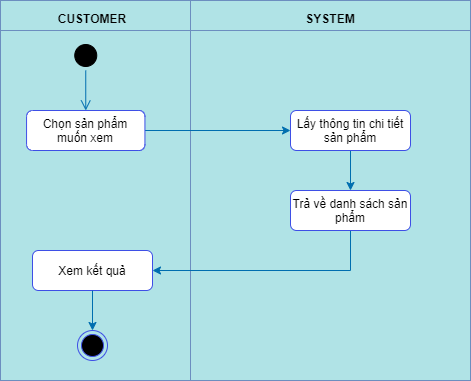 CUSTOMER
SYSTEM
Chọn sản phẩm
muốn xem
Lấy thông tin chi tiết
sản phẩm
Trả về danh sách sản
phẩm
Xem kết quả